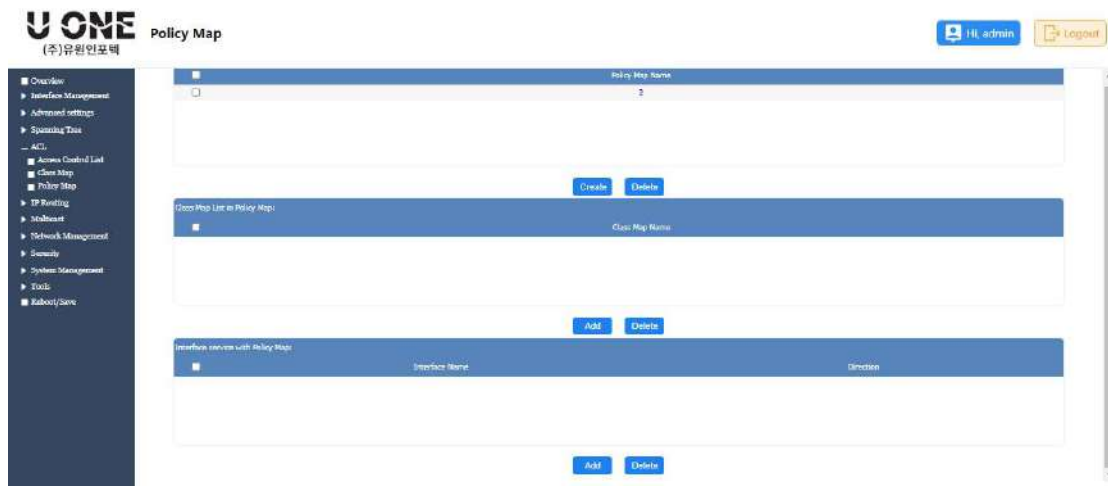 U ONE
(주)유원인포텍
Policy Map
Hi, admin
Logout
Overview
Interface Management
Advanced settings
Spanning Tree
ACL
Access Control List
Class Map
Policy Map
IP Routing
Multicast
Network Management
Security
System Management
Tools
Reboot/Save
Policy Map Name
2
Create
Delete
Class Map List in Policy Map:
Class Map Name
Add
Delete
Interface service with Policy Map:
Interface Name
Direction
Add
Delete